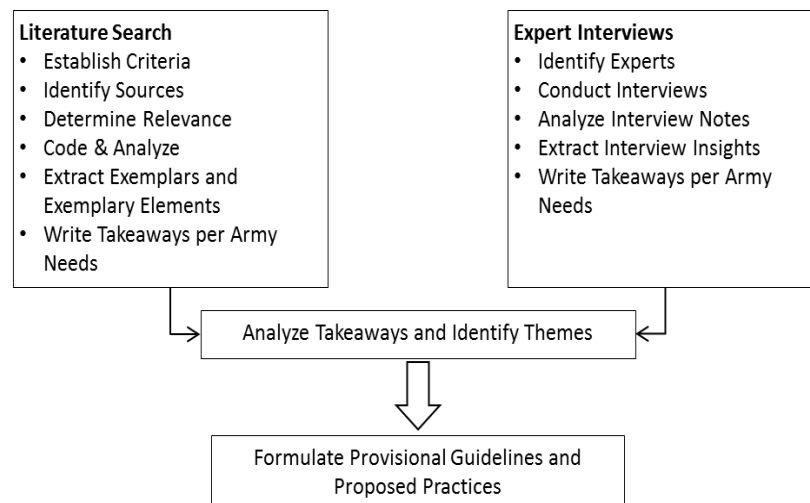 Literature Search
• Establish Criteria
• Identify Sources
• Determine Relevance
• Code & Analyze
• Extract Exemplars and
Exemplary Elements
• Write Takeaways per Army
Needs
Expert Interviews
• Identify Experts
• Conduct Interviews
• Analyze Interview Notes
• Extract Interview Insights
• Write Takeaways per Army
Needs
Analyze Takeaways and Identify Themes
Formulate Provisional Guidelines and
Proposed Practices